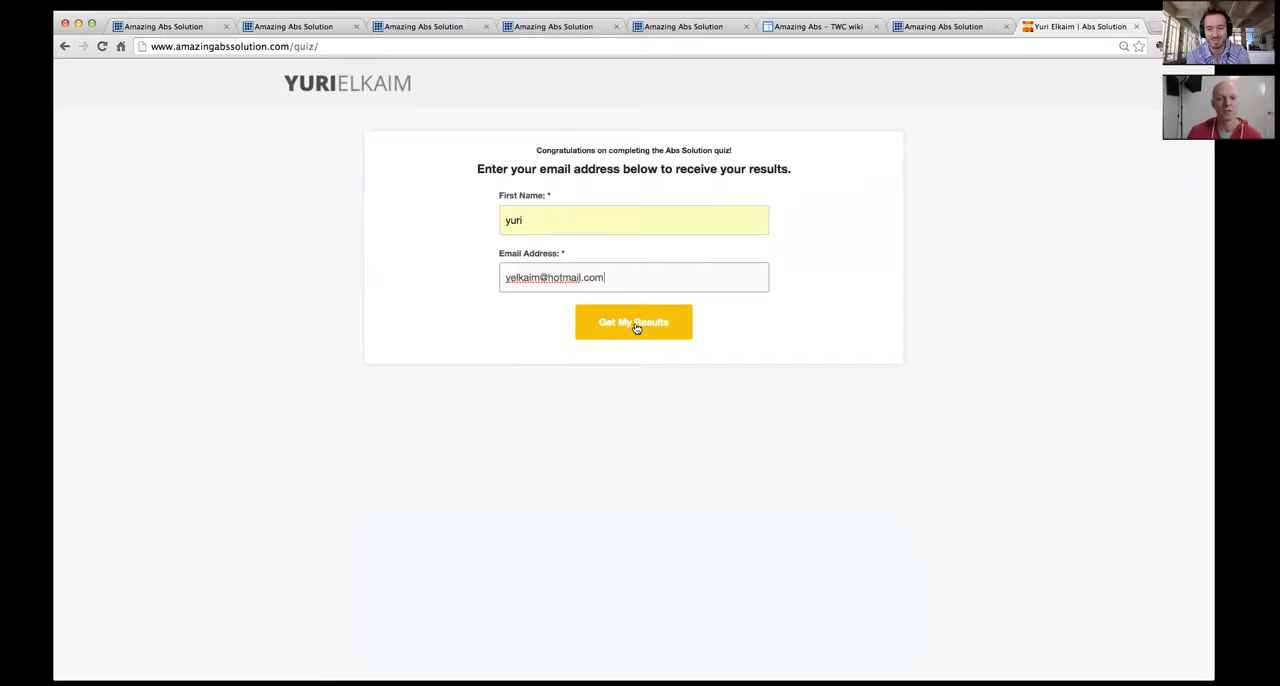 Amazing Abs Solution
Amazing Abs Solution
Amazing Abs Solution
Amazing Abs Solution
Amazing Abs Solution
Amazing Abs – TWC wiki
Amazing Abs Solution
Yuri Elkaim | Abs Solution
www.amazingabssolution.com/quiz/
YURIELKAIM
Congratulations on completing the Abs Solution quiz!
Enter your email address below to receive your results.
First Name: *
yuri
Email Address: *
yelkaim@hotmail.com
Get My Results